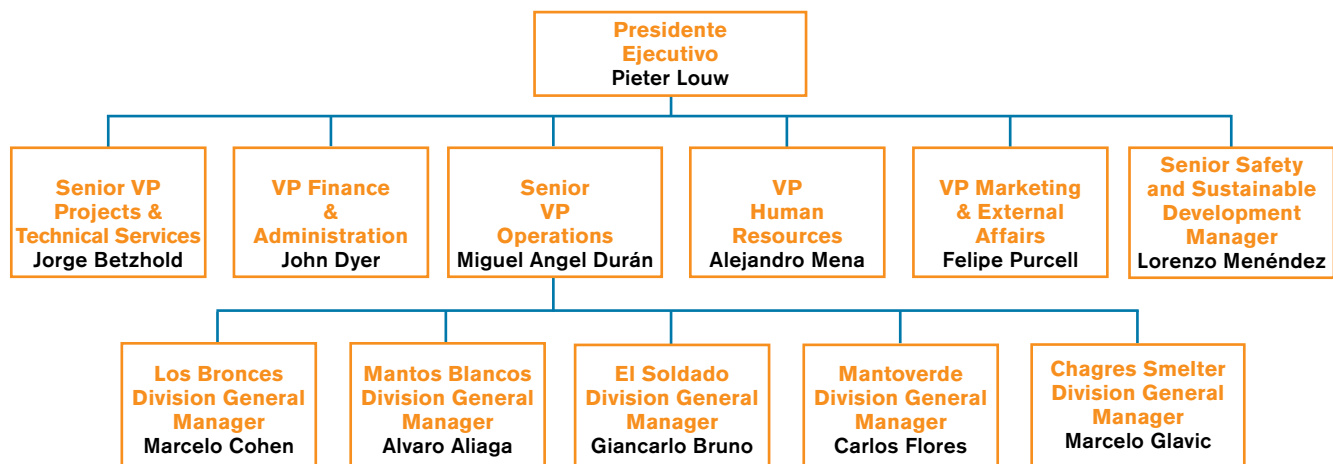 Presidente
Ejecutivo
Pieter Louw
Senior VP
Projects &
Technical Services
Jorge Betzhold
VP Finance
&
Administration
John Dyer
Senior
VP
Operations
Miguel Angel Durán
VP
Human
Resources
Alejandro Mena
VP Marketing
& External
Affairs
Felipe Purcell
Senior Safety
and Sustainable
Development
Manager
Lorenzo Menéndez
Los Bronces
Division General
Manager
Marcelo Cohen
Mantos Blancos
Division General
Manager
Alvaro Aliaga
El Soldado
Division General
Manager
Giancarlo Bruno
Mantoverde
Division General
Manager
Carlos Flores
Chagres Smelter
Division General
Manager
Marcelo Glavic